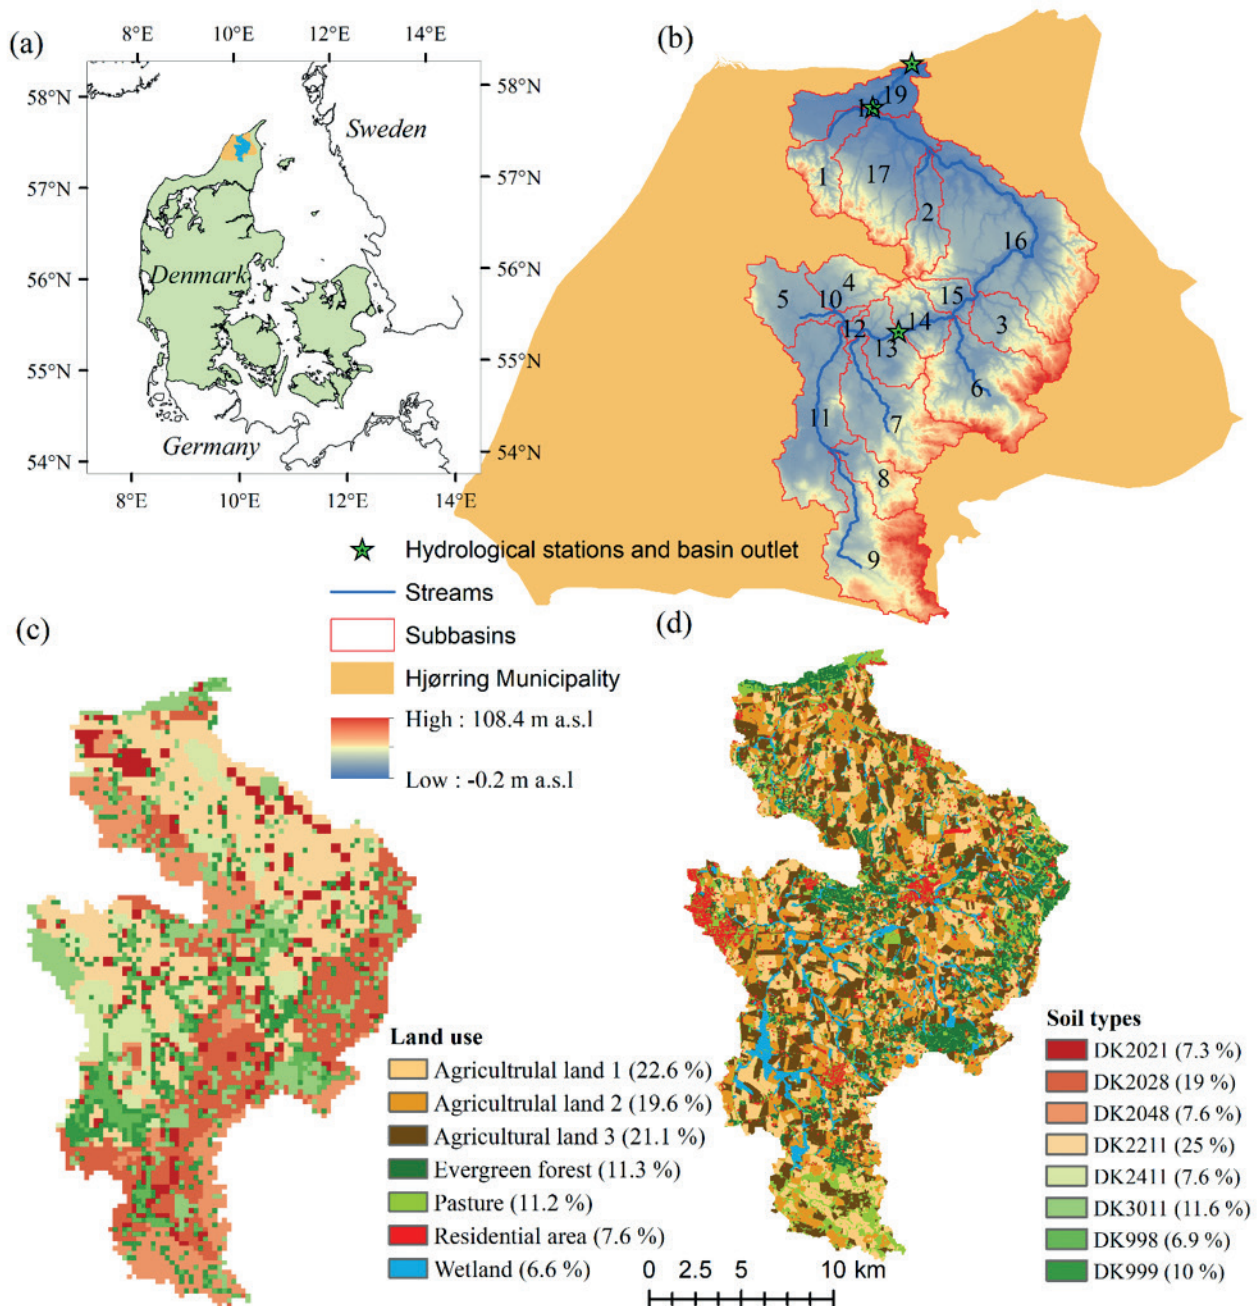 (a)
8°E 10°E 12°E 14°E
58°N
57°N
56°N
55°N
54°N
58°N
57°N
56°N
55°N
54°N
Sweden
Denmark
Germany
8°E 10°E 12°E 14°E
(b)
19
1
17
2
16
4
5
10
15
12
14
3
13
6
11
7
8
9
Hydrological stations and basin outlet
Streams
Subbasins
Hjørring Municipality
High : 108.4 m a.s.l
Low : -0.2 m a.s.l
(c)
Land use
Agricultrulal land 1 (22.6 %)
Agricultrulal land 2 (19.6 %)
Agricultural land 3 (21.1 %)
Evergreen forest (11.3 %)
Pasture (11.2 %)
Residential area (7.6 %)
Wetland (6.6 %)
(d)
Soil types
DK2021 (7.3 %)
DK2028 (19 %)
DK2048 (7.6 %)
DK2211 (25 %)
DK2411 (7.6 %)
DK3011 (11.6 %)
DK998 (6.9 %)
DK999 (10 %)
0 2.5 5 10 km